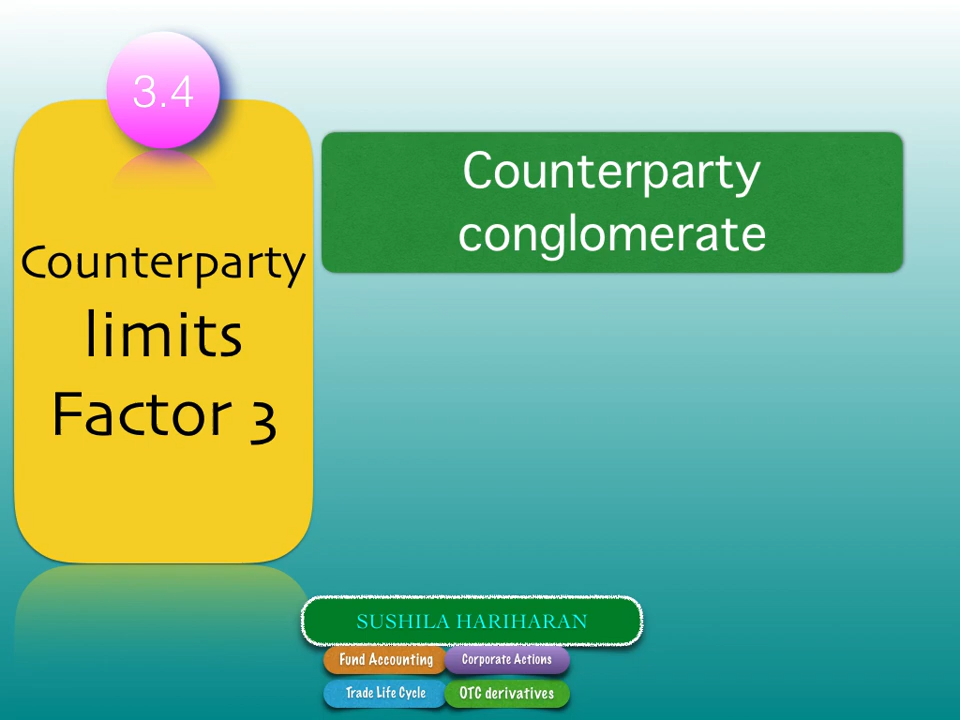 3.4
Counterparty
limits
Factor 3
Counterparty
conglomerate
SUSHILA HARIHARAN
Fund Accounting
Corporate Actions
Trade Life Cycle
OTC derivatives